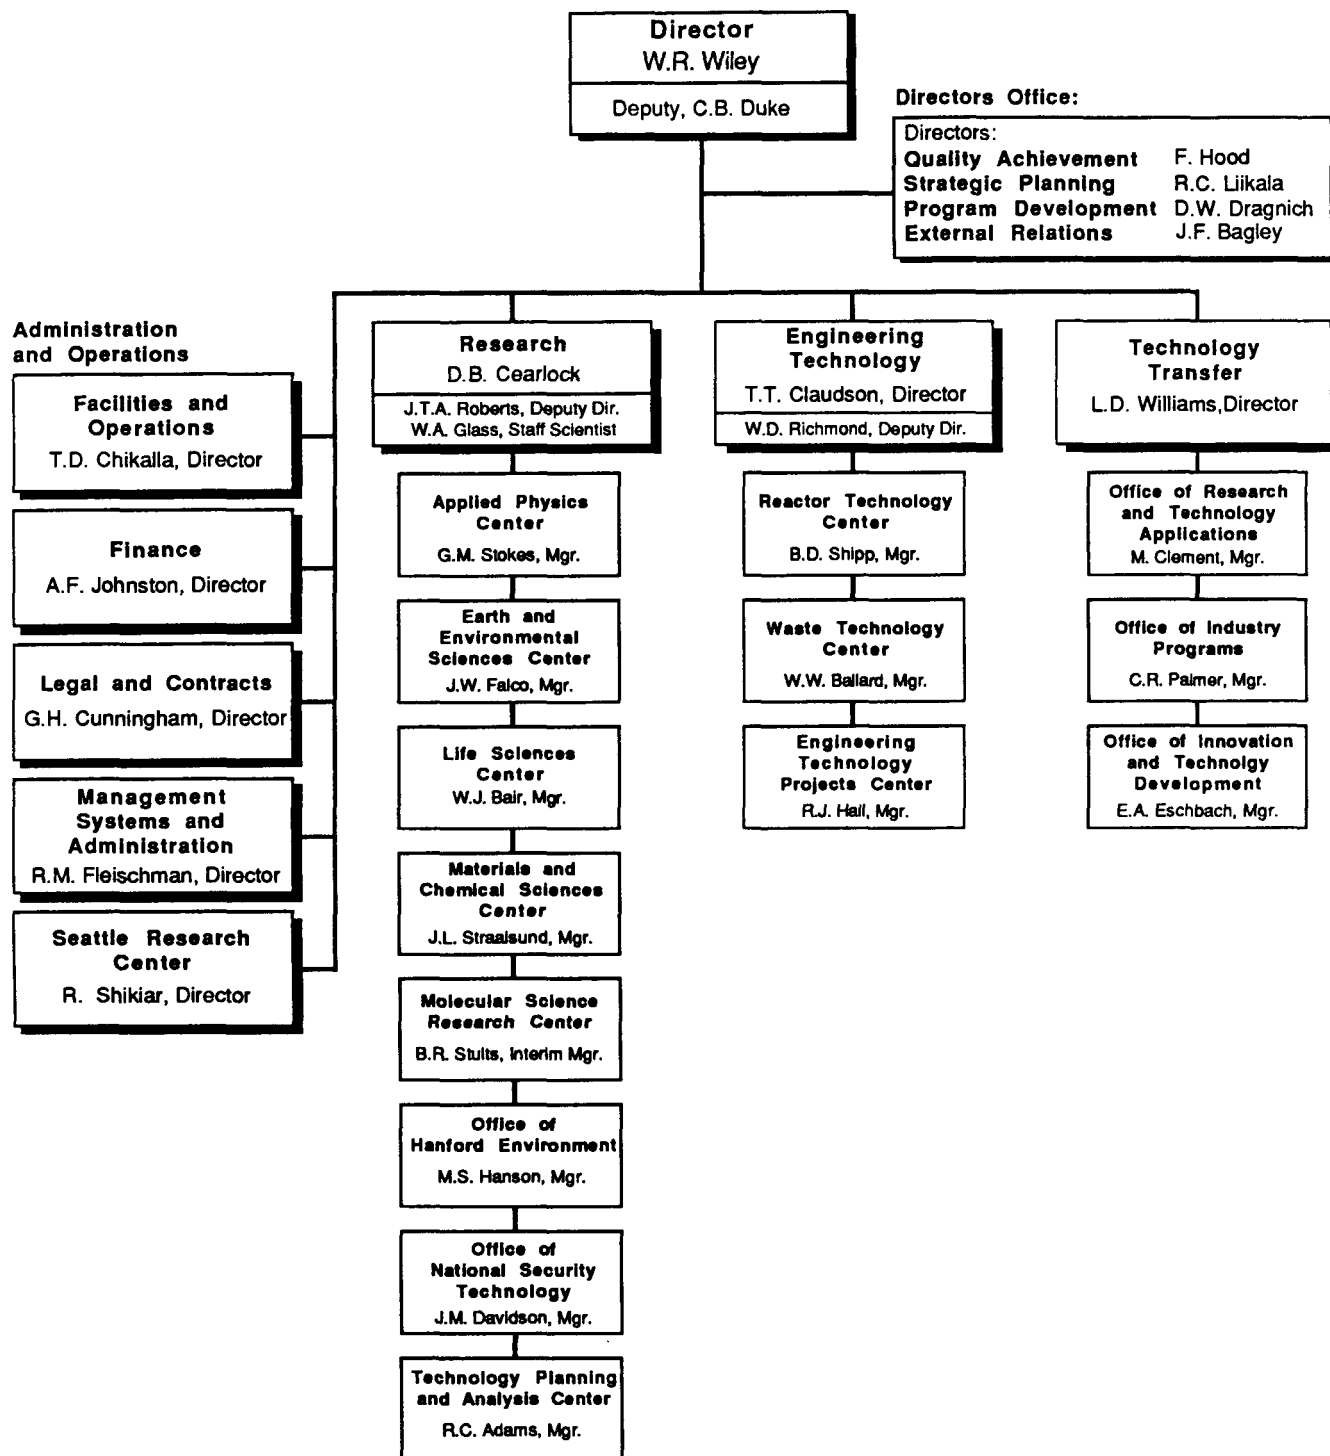 Director
W.R. Wiley
Deputy, C.B. Duke
Directors Office:
Directors:
Quality Achievement F. Hood
Strategic Planning R.C. Liikala
Program Development D.W. Dragnich
External Relations J.F. Bagley
Administration
and Operations
Facilities and
Operations
T.D. Chikalla, Director
Finance
A.F. Johnston, Director
Legal and Contracts
G.H. Cunningham, Director
Management
Systems and
Administration
R.M. Fleischman, Director
Seattle Research
Center
R. Shikiar, Director
Research
D.B. Cearlock
J.T.A. Roberts, Deputy Dir.
W.A. Glass, Staff Scientist
Applied Physics
Center
G.M. Stokes, Mgr.
Earth and
Environmental
Sciences Center
J.W. Falco, Mgr.
Life Sciences
Center
W.J. Bair, Mgr.
Materials and
Chemical Sciences
Center
J.L. Straalsund, Mgr.
Molecular Science
Research Center
B.R. Stults, Interim Mgr.
Office of
Hanford Environment
M.S. Hanson, Mgr.
Office of
National Security
Technology
J.M. Davidson, Mgr.
Technology Planning
and Analysis Center
R.C. Adams, Mgr.
Engineering
Technology
T.T. Claudson, Director
W.D. Richmond, Deputy Dir.
Reactor Technology
Center
B.D. Shipp, Mgr.
Waste Technology
Center
W.W. Ballard, Mgr.
Engineering
Technology
Projects Center
R.J. Hall, Mgr.
Technology
Transfer
L.D. Williams,Director
Office of Research
and Technology
Applications
M. Clement, Mgr.
Office of Industry
Programs
C.R. Palmer, Mgr.
Office of Innovation
and Technolgy
Development
E.A. Eschbach, Mgr.